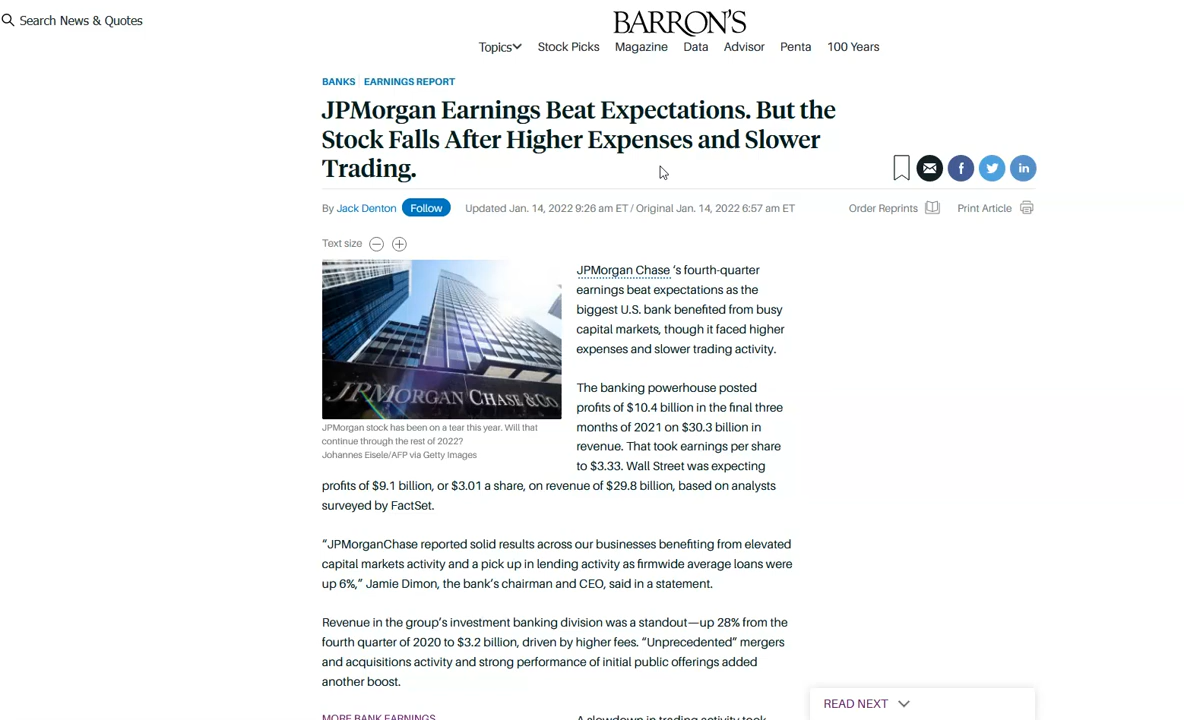 Search News & Quotes
BARRON'S
Topics Stock Picks Magazine Data Advisor Penta 100 Years
BANKS EARNINGS REPORT
JPMorgan Earnings Beat Expectations. But the
Stock Falls After Higher Expenses and Slower
Trading.
f in
By Jack Denton Follow Updated Jan. 14, 2022 9:26 am ET / Original Jan. 14, 2022 6:57 am ET Order Reprints Print Article
Text size
JPMORGAN CHASE & CO
JPMorgan stock has been on a tear this year. Will that
continue through the rest of 2022?
Johannes Eisele/AFP via Getty Images
JPMorgan Chase 's fourth-quarter
earnings beat expectations as the
biggest U.S. bank benefited from busy
capital markets, though it faced higher
expenses and slower trading activity.
The banking powerhouse posted
profits of $10.4 billion in the final three
months of 2021 on $30.3 billion in
revenue. That took earnings per share
to $3.33. Wall Street was expecting
profits of $9.1 billion, or $3.01 a share, on revenue of $29.8 billion, based on analysts
surveyed by FactSet.
“JPMorganChase reported solid results across our businesses benefiting from elevated
capital markets activity and a pick up in lending activity as firmwide average loans were
up 6%,” Jamie Dimon, the bank’s chairman and CEO, said in a statement.
Revenue in the group’s investment banking division was a standout—up 28% from the
fourth quarter of 2020 to $3.2 billion, driven by higher fees. “Unprecedented” mergers
and acquisitions activity and strong performance of initial public offerings added
another boost.
MORE BANK EARNINGS
A slowdown in trading activity took
READ NEXT